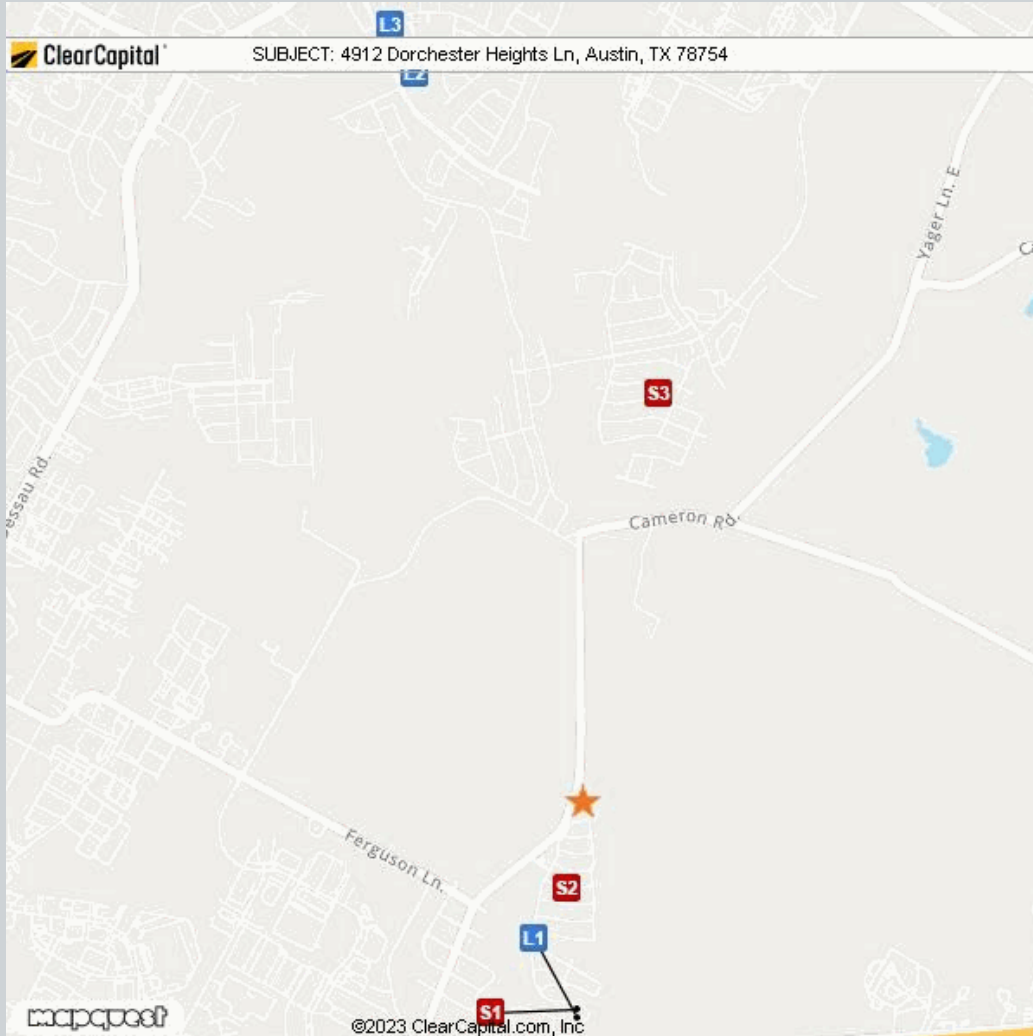 L3
ClearCapital SUBJECT: 4912 Dorchester Heights Ln, Austin, TX 78754
L2
Yager Ln. E
S3
Cameron Rd.
Ferguson Ln.
S2
L1
S1
mapquest
©2023 ClearCapital.com, Inc